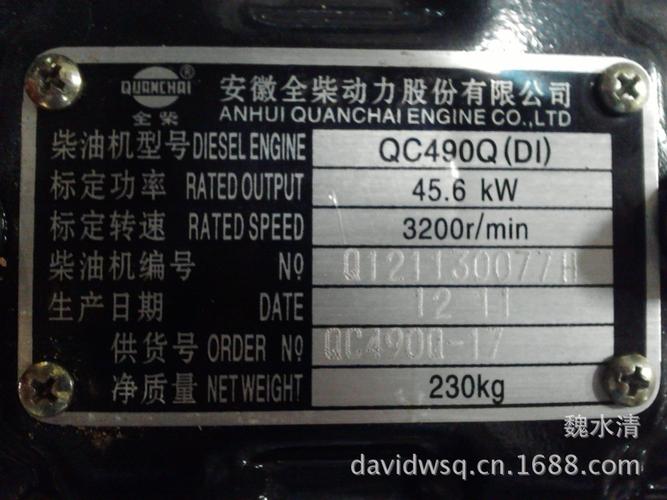 QUANCHAI ®
全柴
安徽全柴动力股份有限公司
ANHUI QUANCHAI ENGINE CO.,LTD
柴油机型号 DIESEL ENGINE QC490Q(DI)
标定功率 RATED OUTPUT 45.6 kW
标定转速 RATED SPEED 3200r/min
柴油机编号 Nº Q121130077H
生产日期 DATE 12 11
供货号 ORDER Nº QC490Q-17
净质量 NET WEIGHT 230kg
魏水清
davidwsq.cn.1688.com